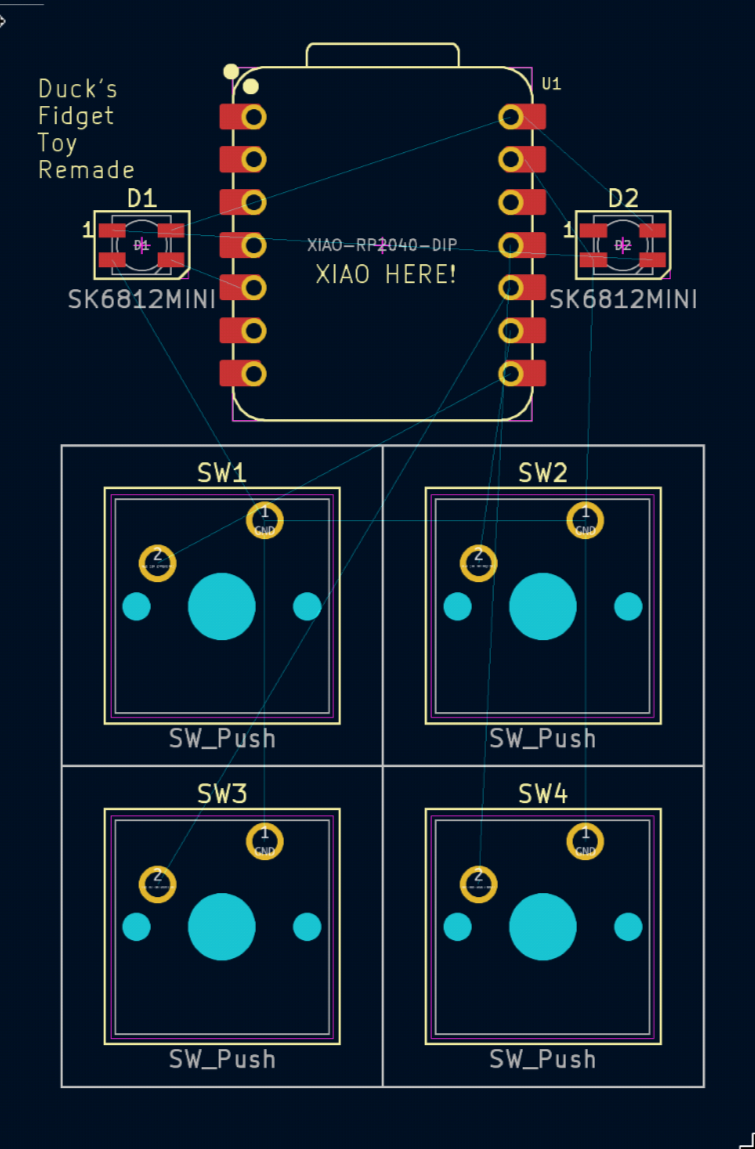 Duck's
Fidget
Toy
Remade
U1
D1
1
D1
SK6812MINI
XIAO-RP2040-DIP
2
XIAO HERE!
D2
1
D2
SK6812MINI
SW1
1
GND
2
SW_Push
SW2
1
GND
2
SW_Push
SW3
1
GND
2
SW_Push
SW4
1
GND
2
SW_Push